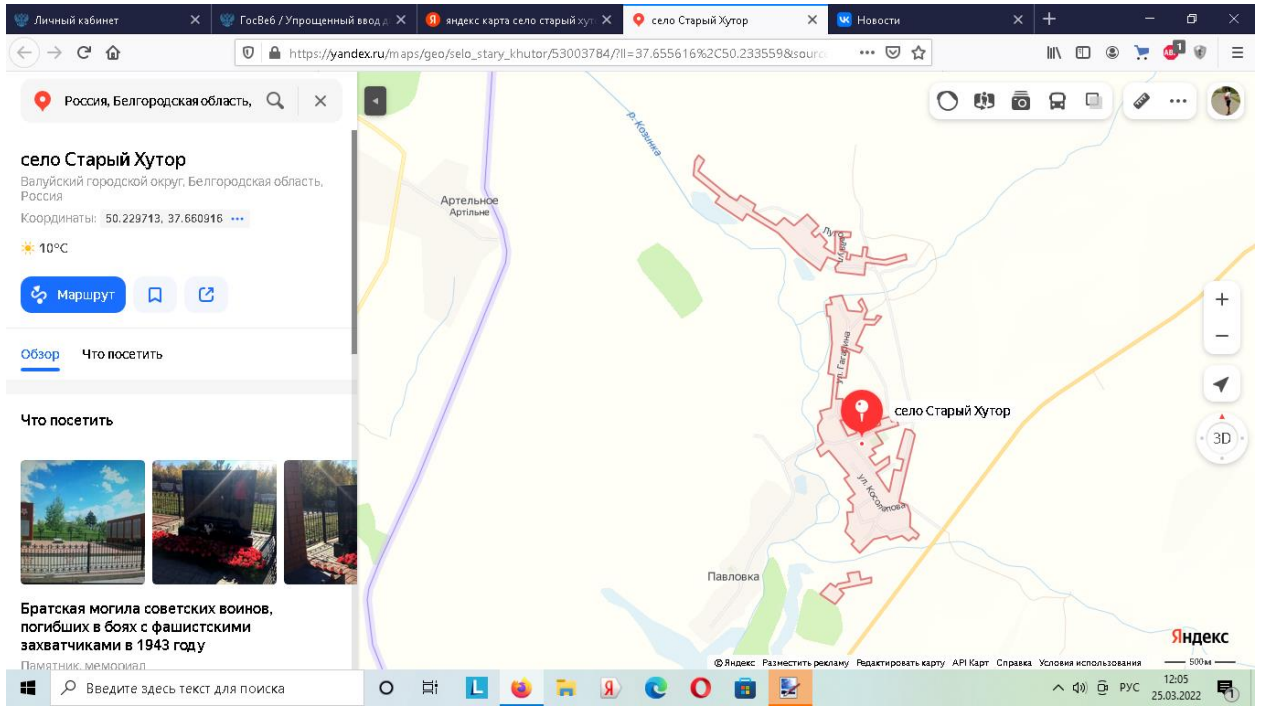 Личный кабинет
ГосВеб / Упрощенный ввод д
яндекс карта село старый хут
село Старый Хутор
Новости
https://yandex.ru/maps/geo/selo_stary_khutor/53003784/?ll=37.655616%2C50.233559&sourc
Россия, Белгородская область,
село Старый Хутор
Валуйский городской округ, Белгородская область,
Россия
Координаты: 50.229713, 37.660916
10°C
Маршрут
Обзор Что посетить
Что посетить
Братская могила советских воинов,
погибших в боях с фашистскими
захватчиками в 1943 году
Памятник, мемориал
р. Козинка
Артельное
Артільне
Луговая ул.
ул. Гагарина
село Старый Хутор
ул. Косолапова
Павловка
3D
Яндекс
© Яндекс Разместить рекламу Редактировать карту API Карт Справка Условия использования 500 м
Введите здесь текст для поиска
РУС
12:05
25.03.2022